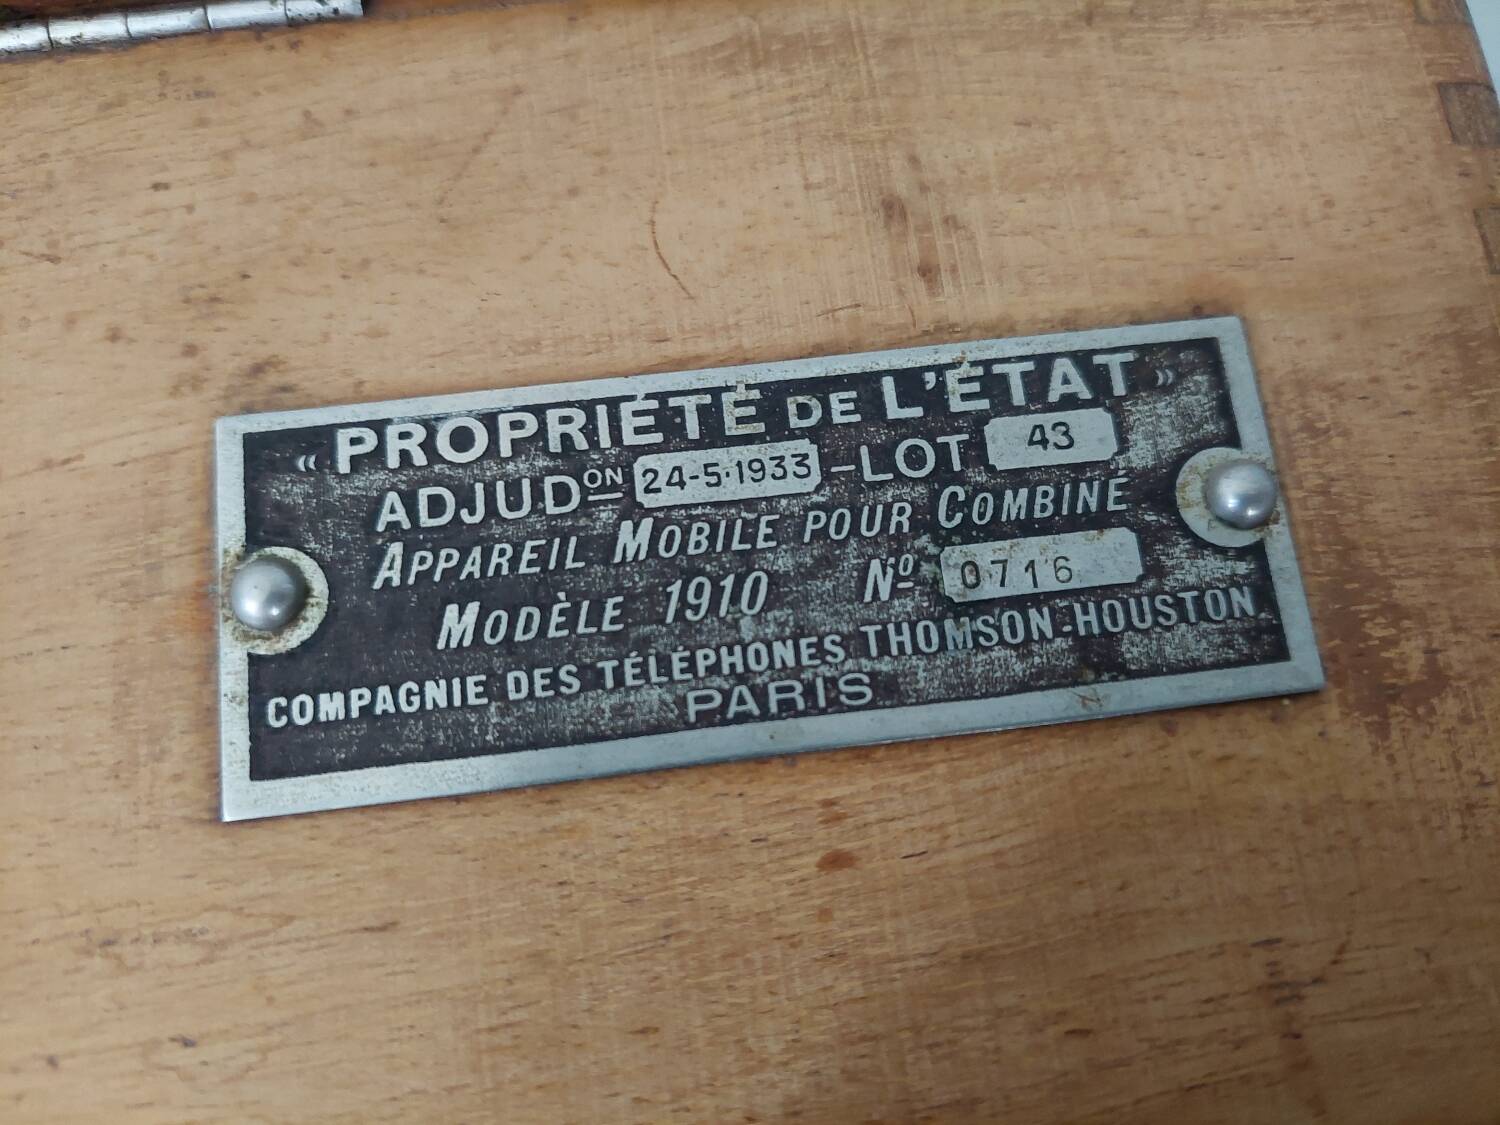 « PROPRIÉTÉ DE L'ÉTAT »
ADJUDON 24-5-1933 - LOT 43
APPAREIL MOBILE POUR COMBINÉ
MODÈLE 1910 No 0716
COMPAGNIE DES TÉLÉPHONES THOMSON-HOUSTON
PARIS